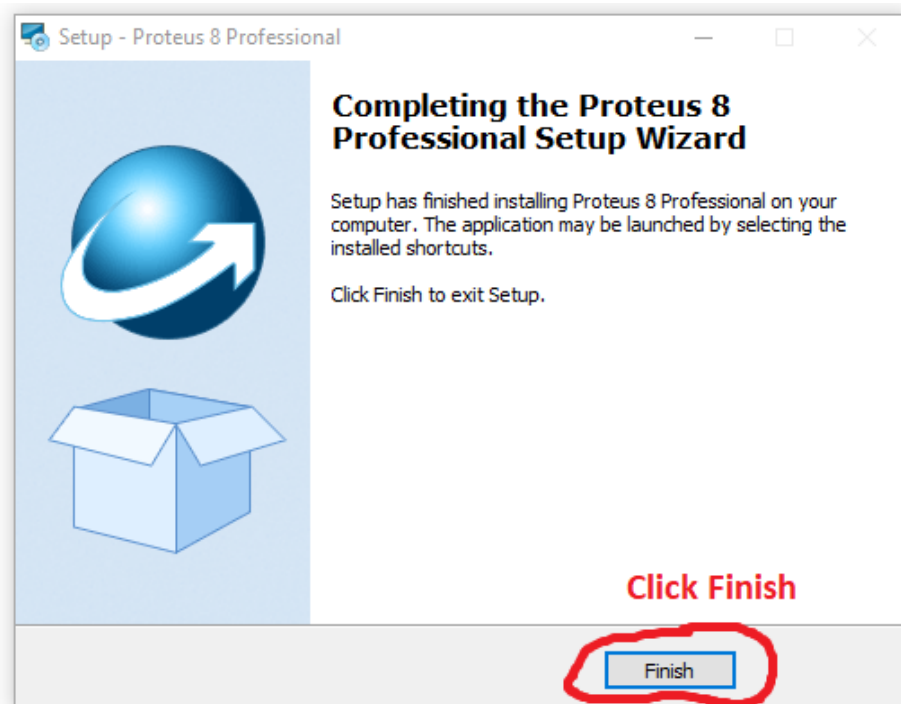 Setup - Proteus 8 Professional
Completing the Proteus 8
Professional Setup Wizard
Setup has finished installing Proteus 8 Professional on your
computer. The application may be launched by selecting the
installed shortcuts.
Click Finish to exit Setup.
Click Finish
Finish